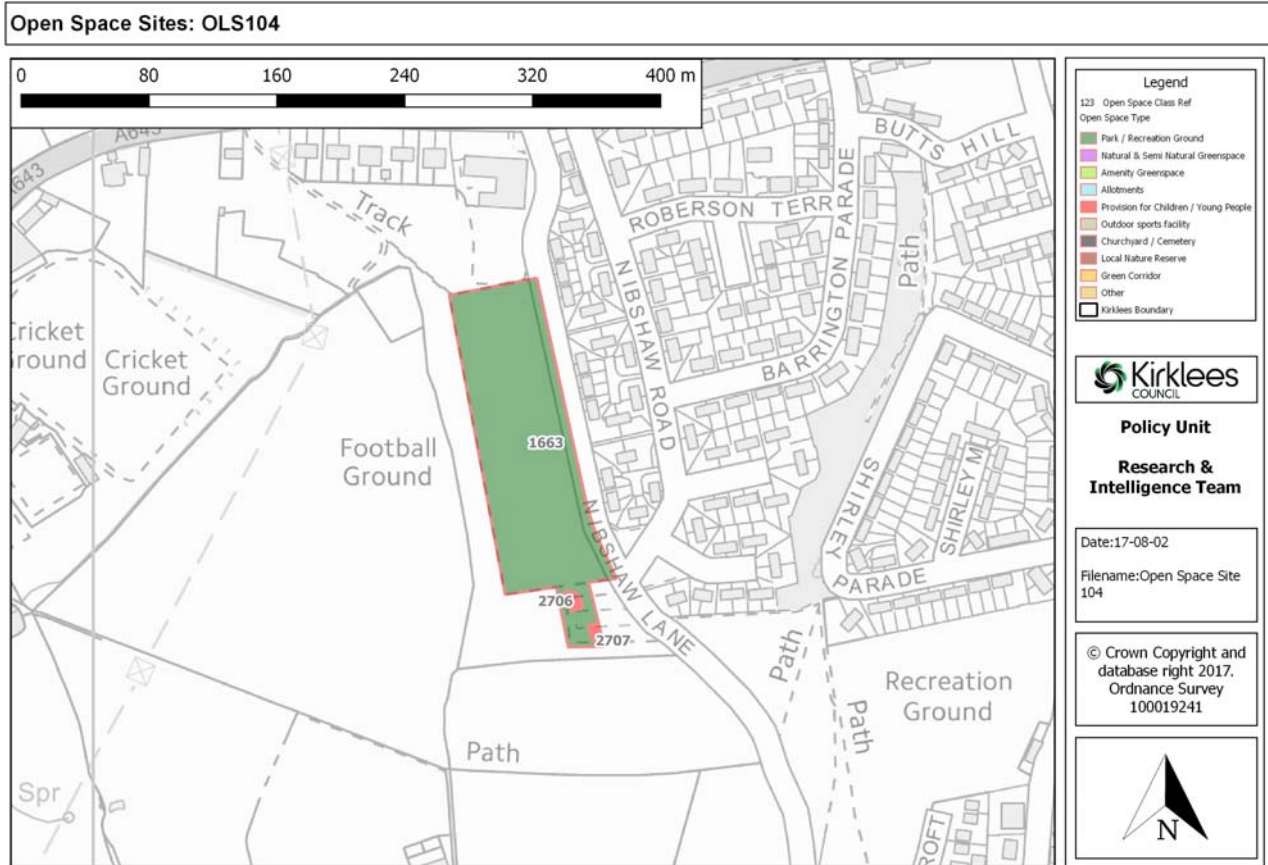 Open Space Sites: OLS104
0 80 160 240 320 400 m
A643
A643
Track
Cricket
Ground
Cricket
Ground
Football
Ground
1663
2706
2707
NIBSHAW ROAD
NIBSHAW LANE
ROBERSON TERR
BARRINGTON PARADE
BUTTS HILL
Path
SHIRLEY
PARADE
SHIRLEY M
Path
Path
Recreation
Ground
Path
Spr
ROFT
Legend
123 Open Space Class Ref
Open Space Type
Park / Recreation Ground
Natural & Semi Natural Greenspace
Amenity Greenspace
Allotments
Provision for Children / Young People
Outdoor sports facility
Churchyard / Cemetery
Local Nature Reserve
Green Corridor
Other
Kirklees Boundary
Kirklees
COUNCIL
Policy Unit
Research &
Intelligence Team
Date:17-08-02
Filename:Open Space Site
104
© Crown Copyright and
database right 2017.
Ordnance Survey
100019241
N